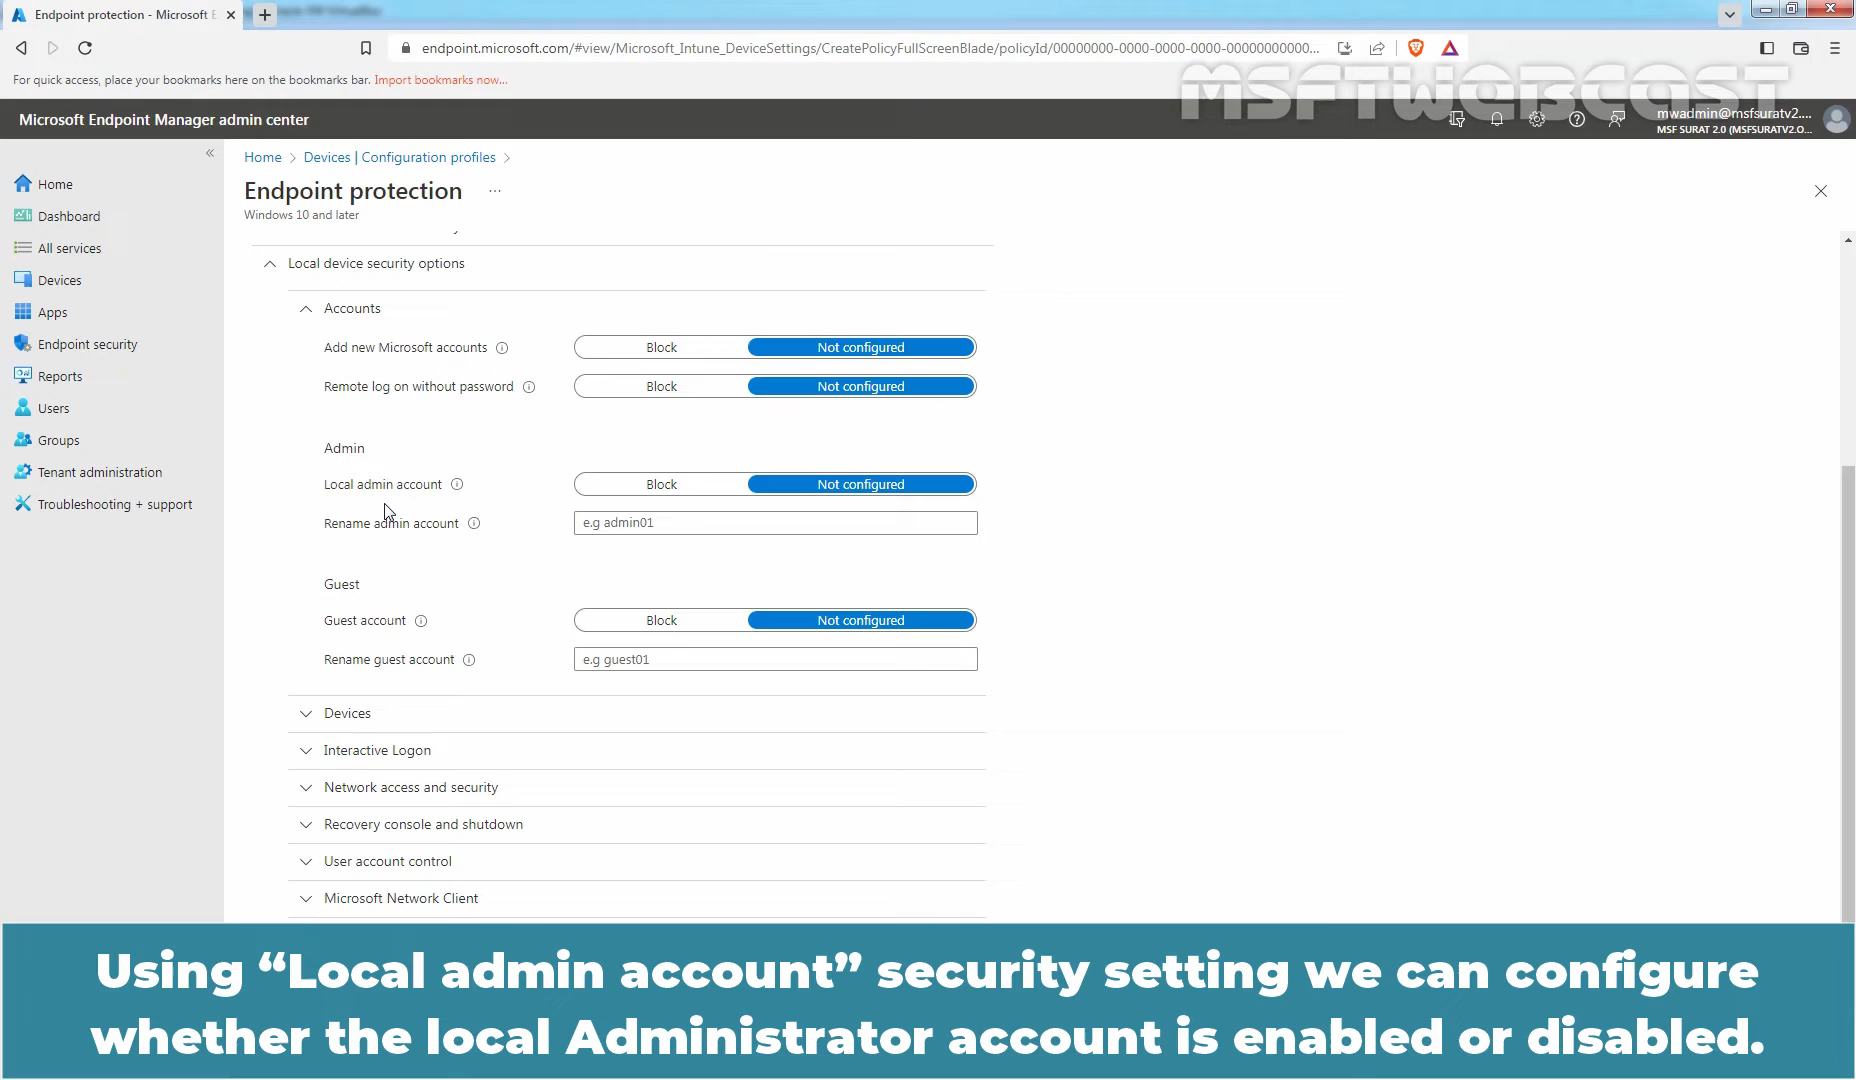 Endpoint protection - Microsoft E
endpoint.microsoft.com/#view/Microsoft_Intune_DeviceSettings/CreatePolicyFullScreenBlade/policyId/00000000-0000-0000-0000-00000000000...
For quick access, place your bookmarks here on the bookmarks bar. Import bookmarks now...
MSFTWEBCAST
Microsoft Endpoint Manager admin center
mwadmin@msfsuratv2....
MSF SURAT 2.0 (MSFSURATV2.O...
Home
Dashboard
All services
Devices
Apps
Endpoint security
Reports
Users
Groups
Tenant administration
Troubleshooting + support
Home > Devices | Configuration profiles >
Endpoint protection ...
Windows 10 and later
Local device security options
Accounts
Add new Microsoft accounts Block Not configured
Remote log on without password Block Not configured
Admin
Local admin account Block Not configured
Rename admin account e.g admin01
Guest
Guest account Block Not configured
Rename guest account e.g guest01
Devices
Interactive Logon
Network access and security
Recovery console and shutdown
User account control
Microsoft Network Client
Using “Local admin account” security setting we can configure
whether the local Administrator account is enabled or disabled.